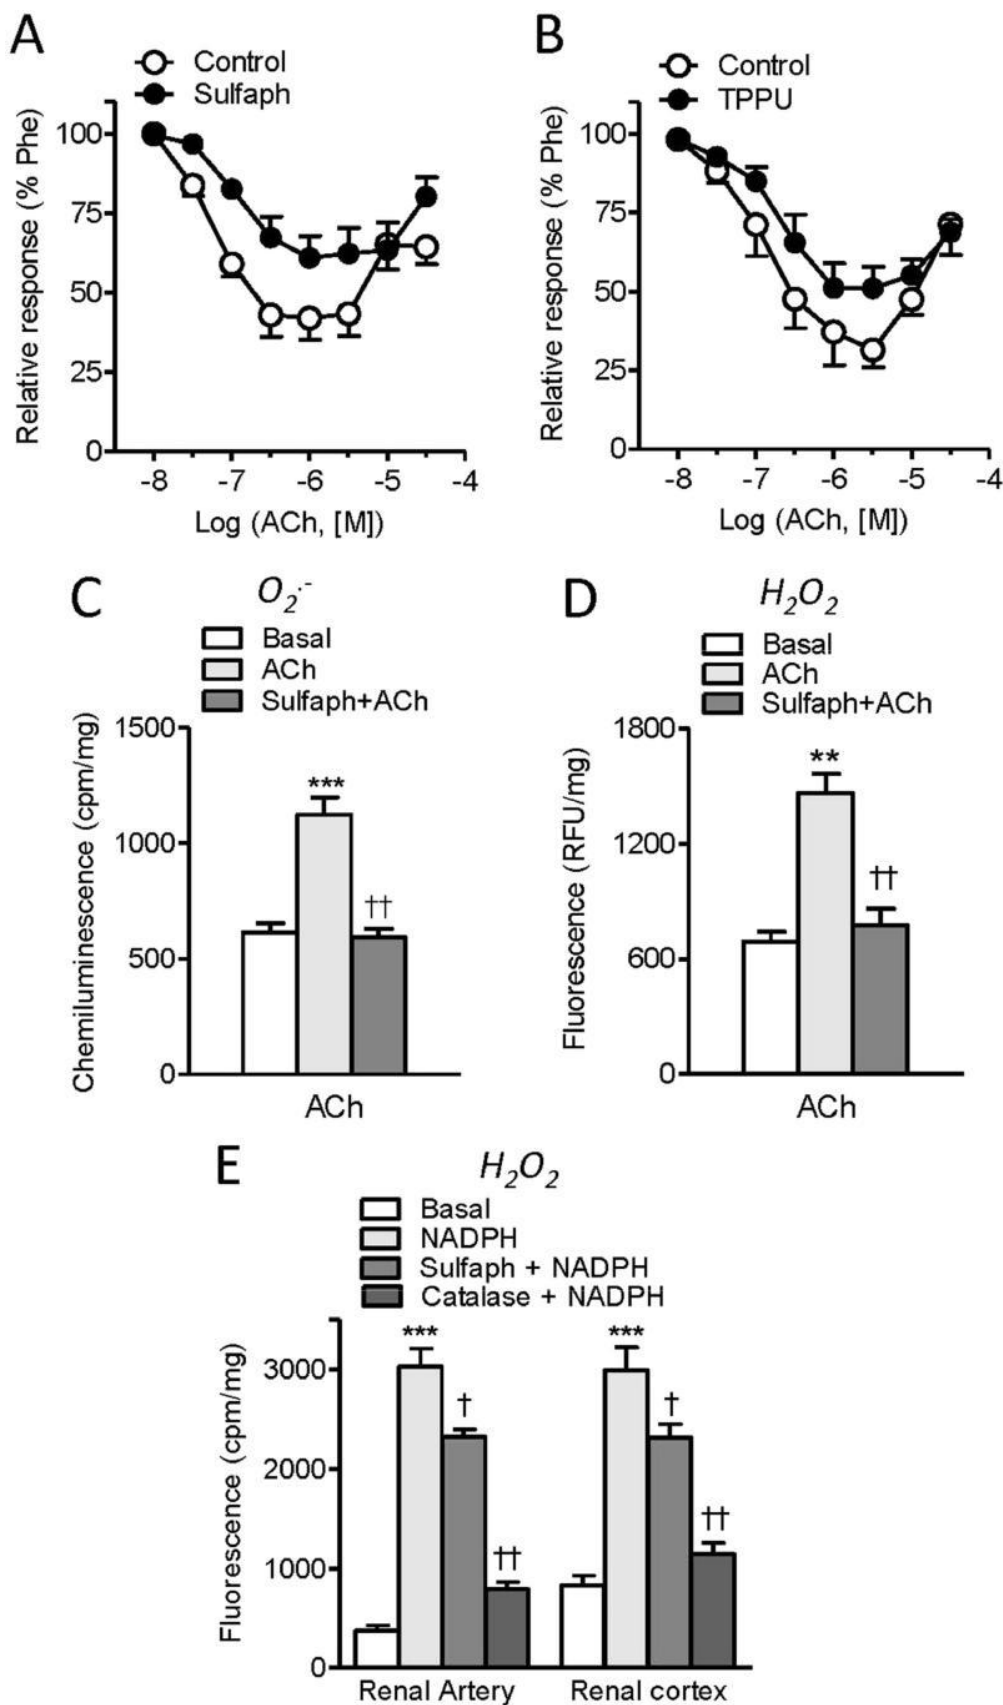 A
Control
Sulfaph
Relative response (% Phe)
100
75
50
25
0
-8 -7 -6 -5 -4
Log (ACh, [M])
B
Control
TPPU
Relative response (% Phe)
100
75
50
25
0
-8 -7 -6 -5 -4
Log (ACh, [M])
C
O₂·⁻
Basal
ACh
Sulfaph+ACh
Chemiluminescence (cpm/mg)
1500
1000
500
0
***
††
ACh
D
H₂O₂
Basal
ACh
Sulfaph+ACh
Fluorescence (RFU/mg)
1800
1200
600
0
**
††
ACh
E
H₂O₂
Basal
NADPH
Sulfaph + NADPH
Catalase + NADPH
Fluorescence (cpm/mg)
3000
2000
1000
0
***
†
††
***
†
††
Renal Artery Renal cortex